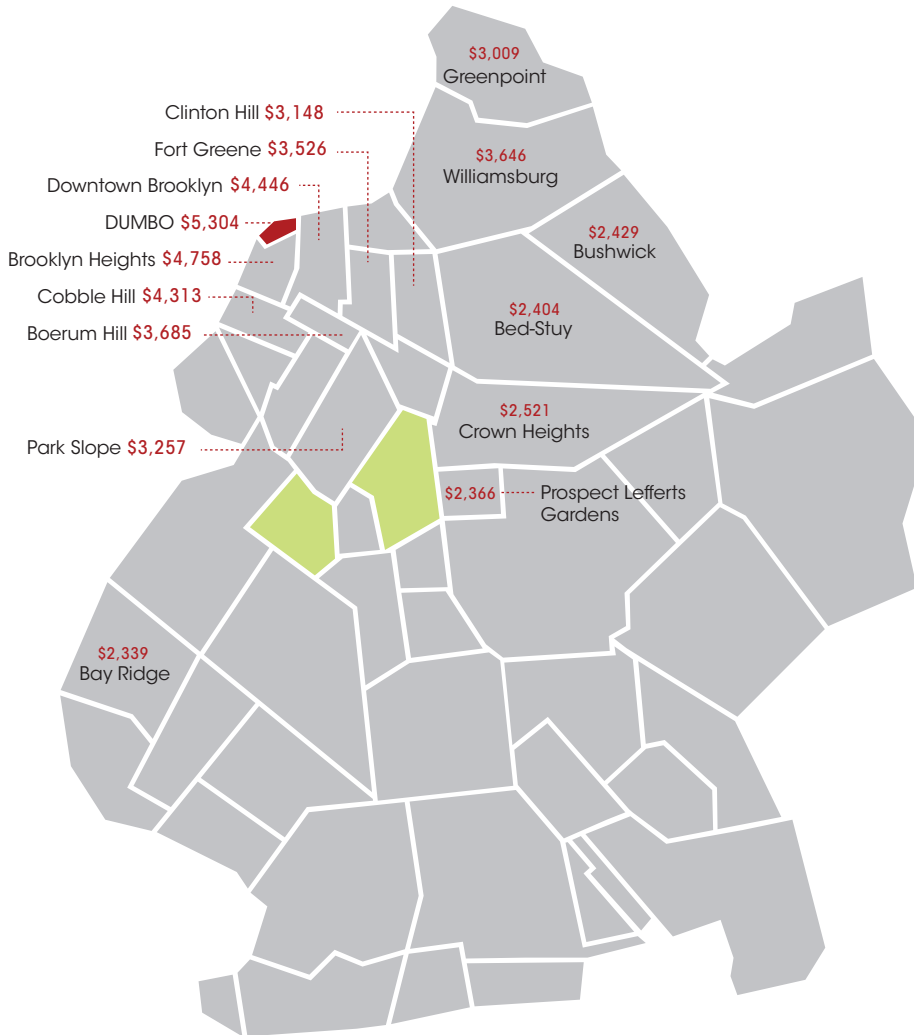 $3,009
Greenpoint
Clinton Hill $3,148
Fort Greene $3,526
$3,646
Williamsburg
Downtown Brooklyn $4,446
DUMBO $5,304
$2,429
Bushwick
Brooklyn Heights $4,758
Cobble Hill $4,313
$2,404
Bed-Stuy
Boerum Hill $3,685
$2,521
Crown Heights
Park Slope $3,257
$2,366 Prospect Lefferts
Gardens
$2,339
Bay Ridge